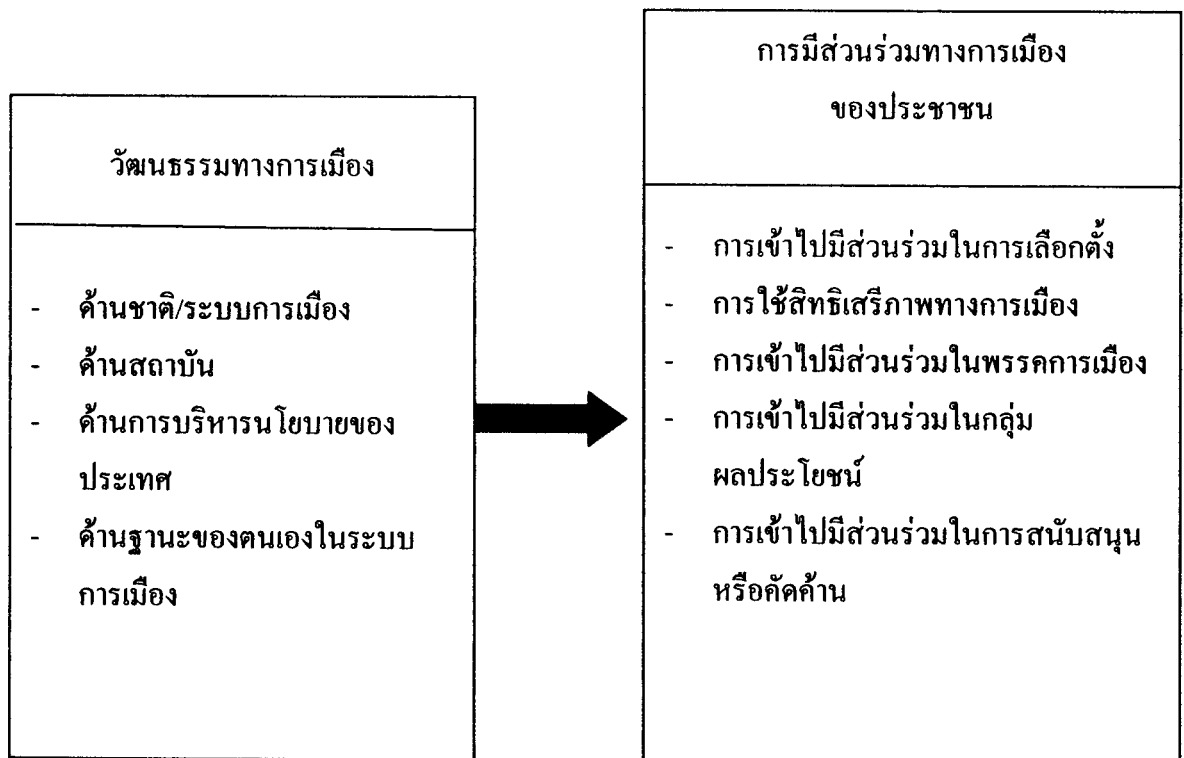 วัฒนธรรมทางการเมือง
- ด้านชาติ/ระบบการเมือง
- ด้านสถาบัน
- ด้านการบริหารนโยบายของ
ประเทศ
- ด้านฐานะของตนเองในระบบ
การเมือง
การมีส่วนร่วมทางการเมือง
ของประชาชน
- การเข้าไปมีส่วนร่วมในการเลือกตั้ง
- การใช้สิทธิเสรีภาพทางการเมือง
- การเข้าไปมีส่วนร่วมในพรรคการเมือง
- การเข้าไปมีส่วนร่วมในกลุ่ม
ผลประโยชน์
- การเข้าไปมีส่วนร่วมในการสนับสนุน
หรือคัดค้าน